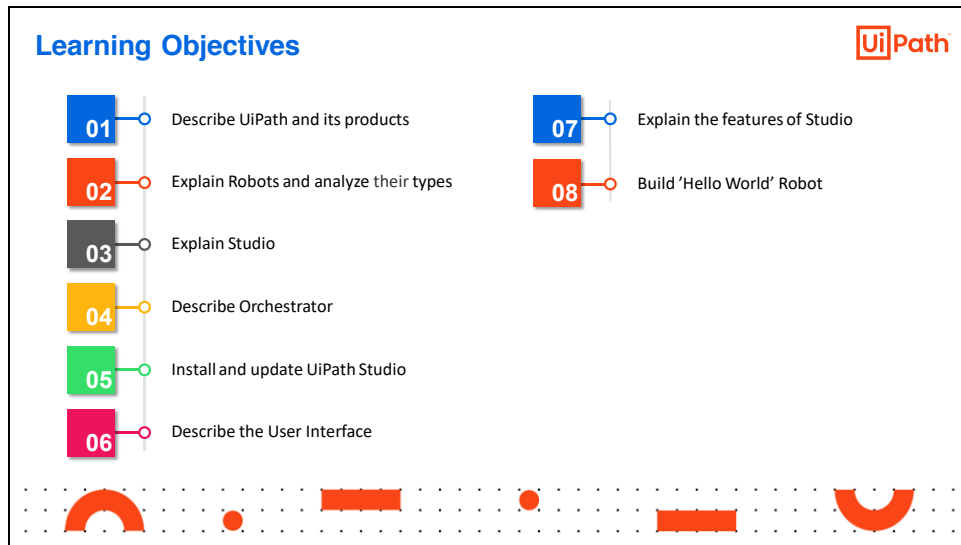 Learning Objectives
UiPath
01
Describe UiPath and its products
02
Explain Robots and analyze their types
03
Explain Studio
04
Describe Orchestrator
05
Install and update UiPath Studio
06
Describe the User Interface
07
Explain the features of Studio
08
Build ’Hello World’ Robot